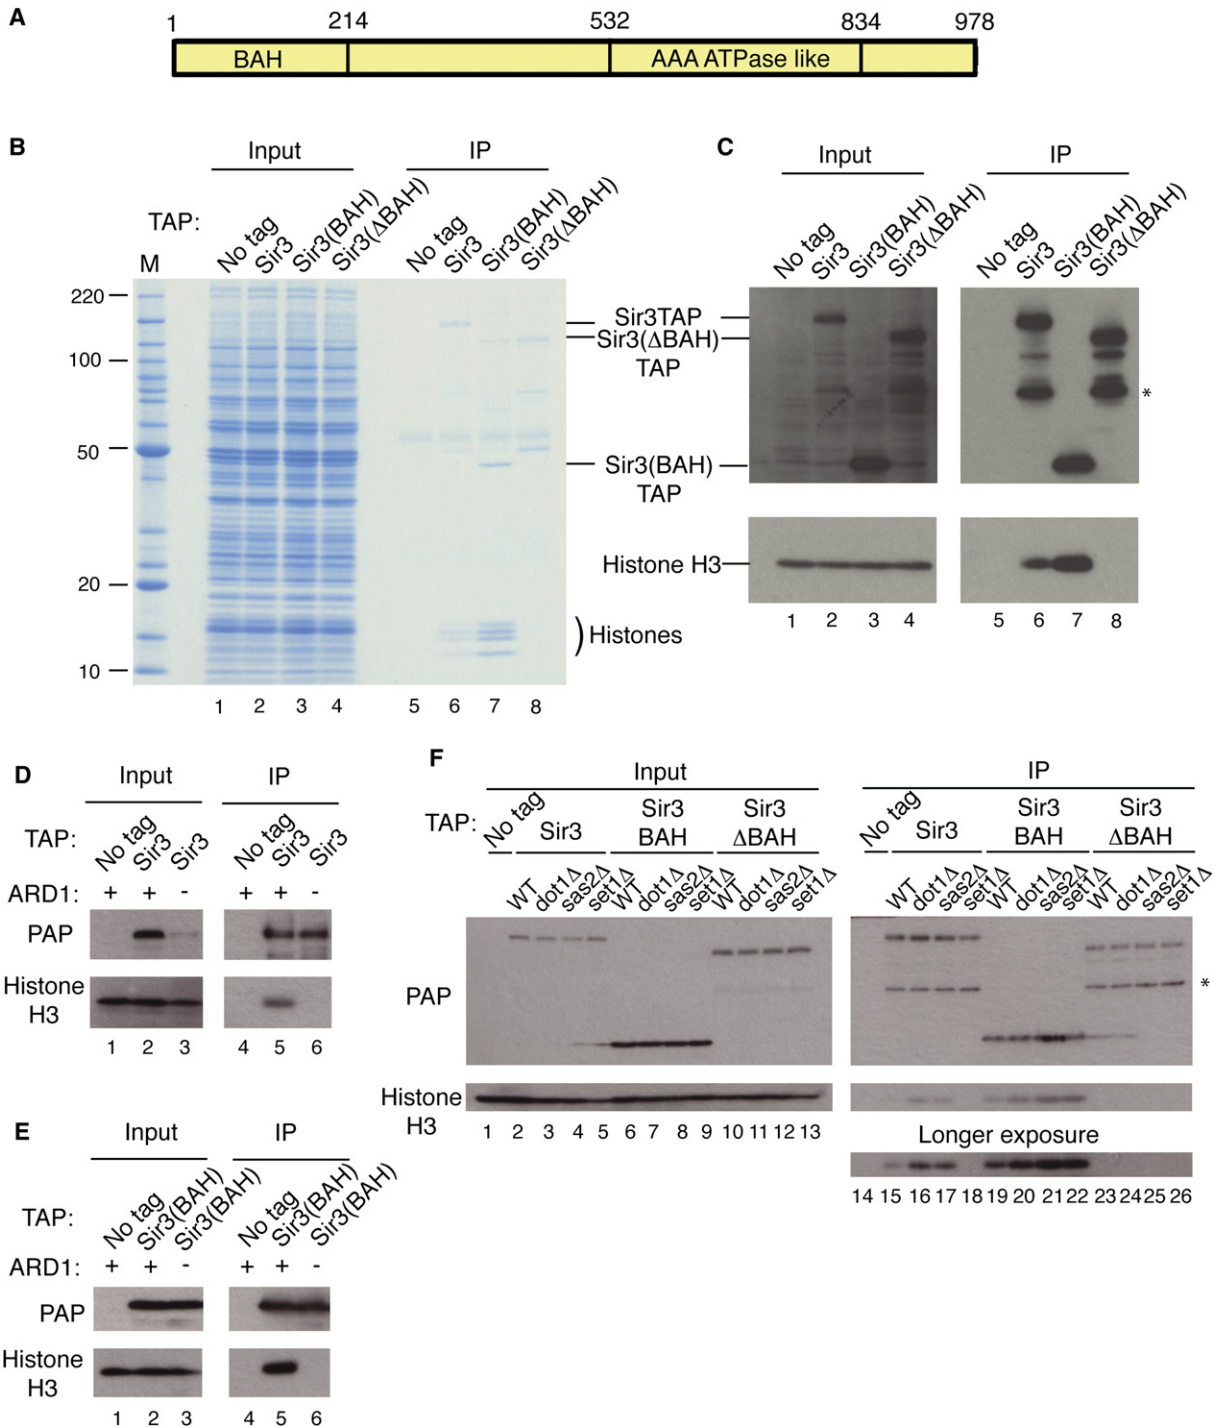 A
1 214 532 834 978
BAH AAA ATPase like
B
Input IP
TAP: No tag Sir3 Sir3(BAH) Sir3(ΔBAH) No tag Sir3 Sir3(BAH) Sir3(ΔBAH)
M
220
100
50
20
10
Sir3TAP
Sir3(ΔBAH)
TAP
Sir3(BAH)
TAP
Histones
1 2 3 4 5 6 7 8
C
Input IP
No tag Sir3 Sir3(BAH) Sir3(ΔBAH) No tag Sir3 Sir3(BAH) Sir3(ΔBAH)
*
Histone H3
1 2 3 4 5 6 7 8
D
Input IP
TAP: No tag Sir3 Sir3 No tag Sir3 Sir3
ARD1: + + - + + -
PAP
Histone
H3
1 2 3 4 5 6
E
Input IP
TAP: No tag Sir3(BAH) Sir3(BAH) No tag Sir3(BAH) Sir3(BAH)
ARD1: + + - + + -
PAP
Histone
H3
1 2 3 4 5 6
F
Input IP
TAP: No tag Sir3 Sir3 BAH Sir3 ΔBAH No tag Sir3 Sir3 BAH Sir3 ΔBAH
WT dot1Δ sas2Δ set1Δ WT dot1Δ sas2Δ set1Δ WT dot1Δ sas2Δ set1Δ WT dot1Δ sas2Δ set1Δ WT dot1Δ sas2Δ set1Δ WT dot1Δ sas2Δ set1Δ
PAP
*
Histone
H3
1 2 3 4 5 6 7 8 9 10 11 12 13
Longer exposure
14 15 16 17 18 19 20 21 22 23 24 25 26